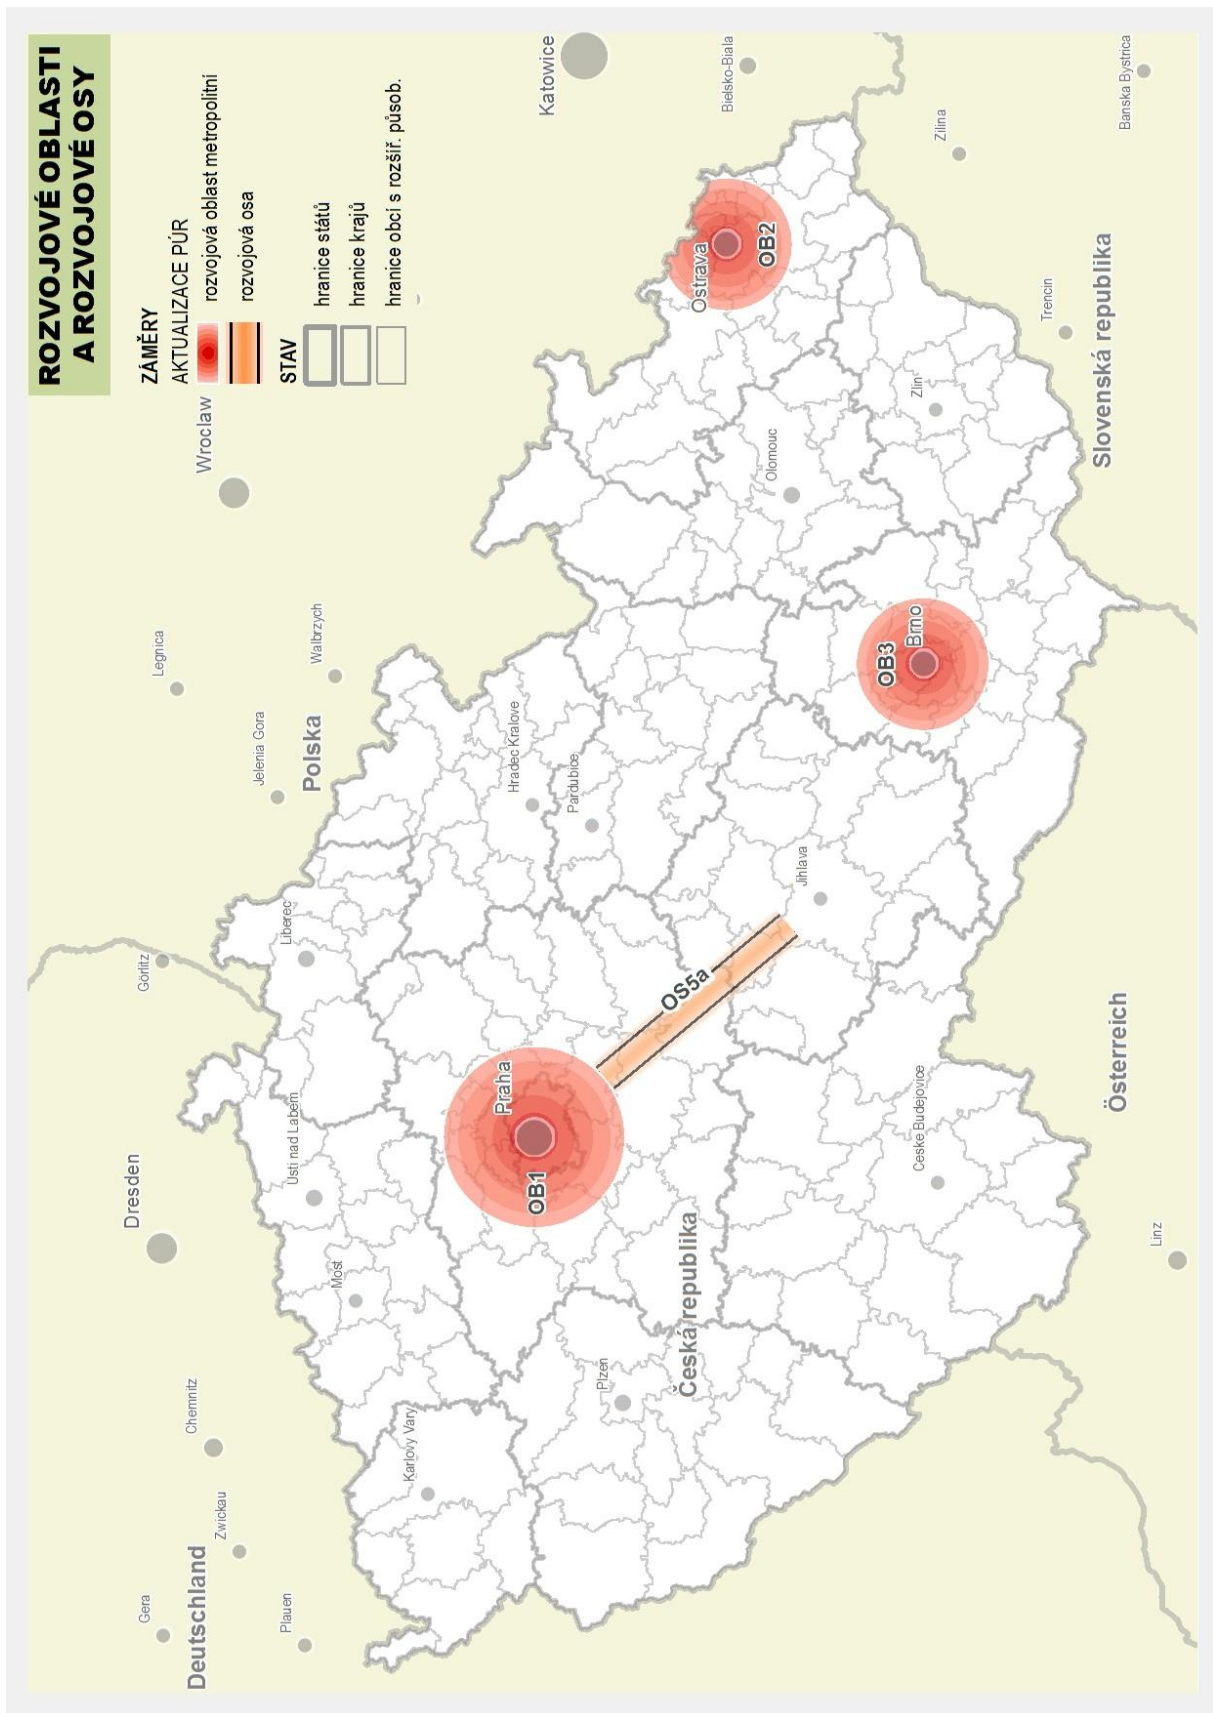 ROZVOJOVÉ OBLASTI
A ROZVOJOVÉ OSY
ZÁMĚRY
AKTUALIZACE PÚR
rozvojová oblast metropolitní
rozvojová osa
STAV
hranice států
hranice krajů
hranice obcí s rozšíř. působ.
Gera
Deutschland
Zwickau
Plauen
Chemnitz
Dresden
Görlitz
Legnica
Jelenia Gora
Polska
Walbrzych
Wroclaw
Katowice
Bielsko-Biala
Zilina
Banska Bystrica
Karlovy Vary
Most
Usti nad Labem
Liberec
Plzen
Česká republika
OB1
Praha
OS5a
Hradec Kralove
Pardubice
Jihlava
Ceske Budejovice
OB3
Brno
Olomouc
Zlin
Ostrava
OB2
Trencin
Slovenská republika
Österreich
Linz